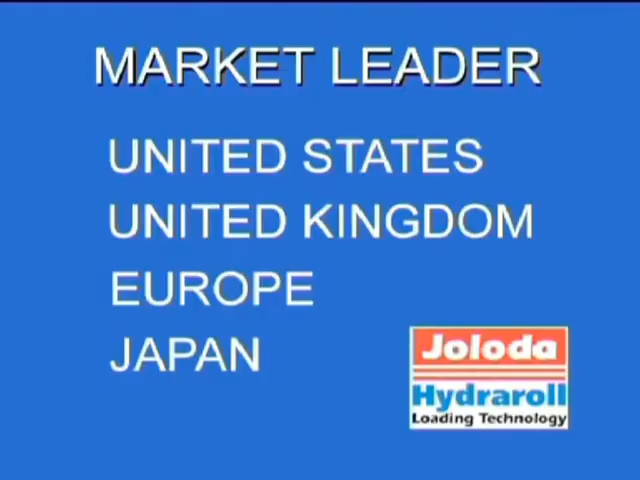 MARKET LEADER
UNITED STATES
UNITED KINGDOM
EUROPE
JAPAN
Joloda
Hydraroll
Loading Technology